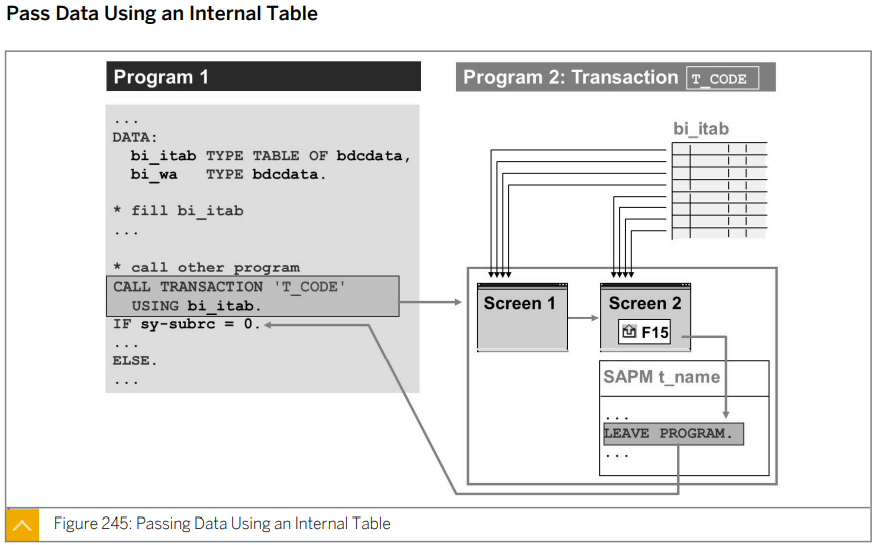 Pass Data Using an Internal Table
Program 1
...
DATA:
bi_itab TYPE TABLE OF bdcdata,
bi_wa TYPE bdcdata.
* fill bi_itab
...
* call other program
CALL TRANSACTION 'T_CODE'
USING bi_itab.
IF sy-subrc = 0.
...
ELSE.
...
Program 2: Transaction T_CODE
bi_itab
Screen 1
Screen 2
F15
SAPM t_name
...
LEAVE PROGRAM.
...
Figure 245: Passing Data Using an Internal Table